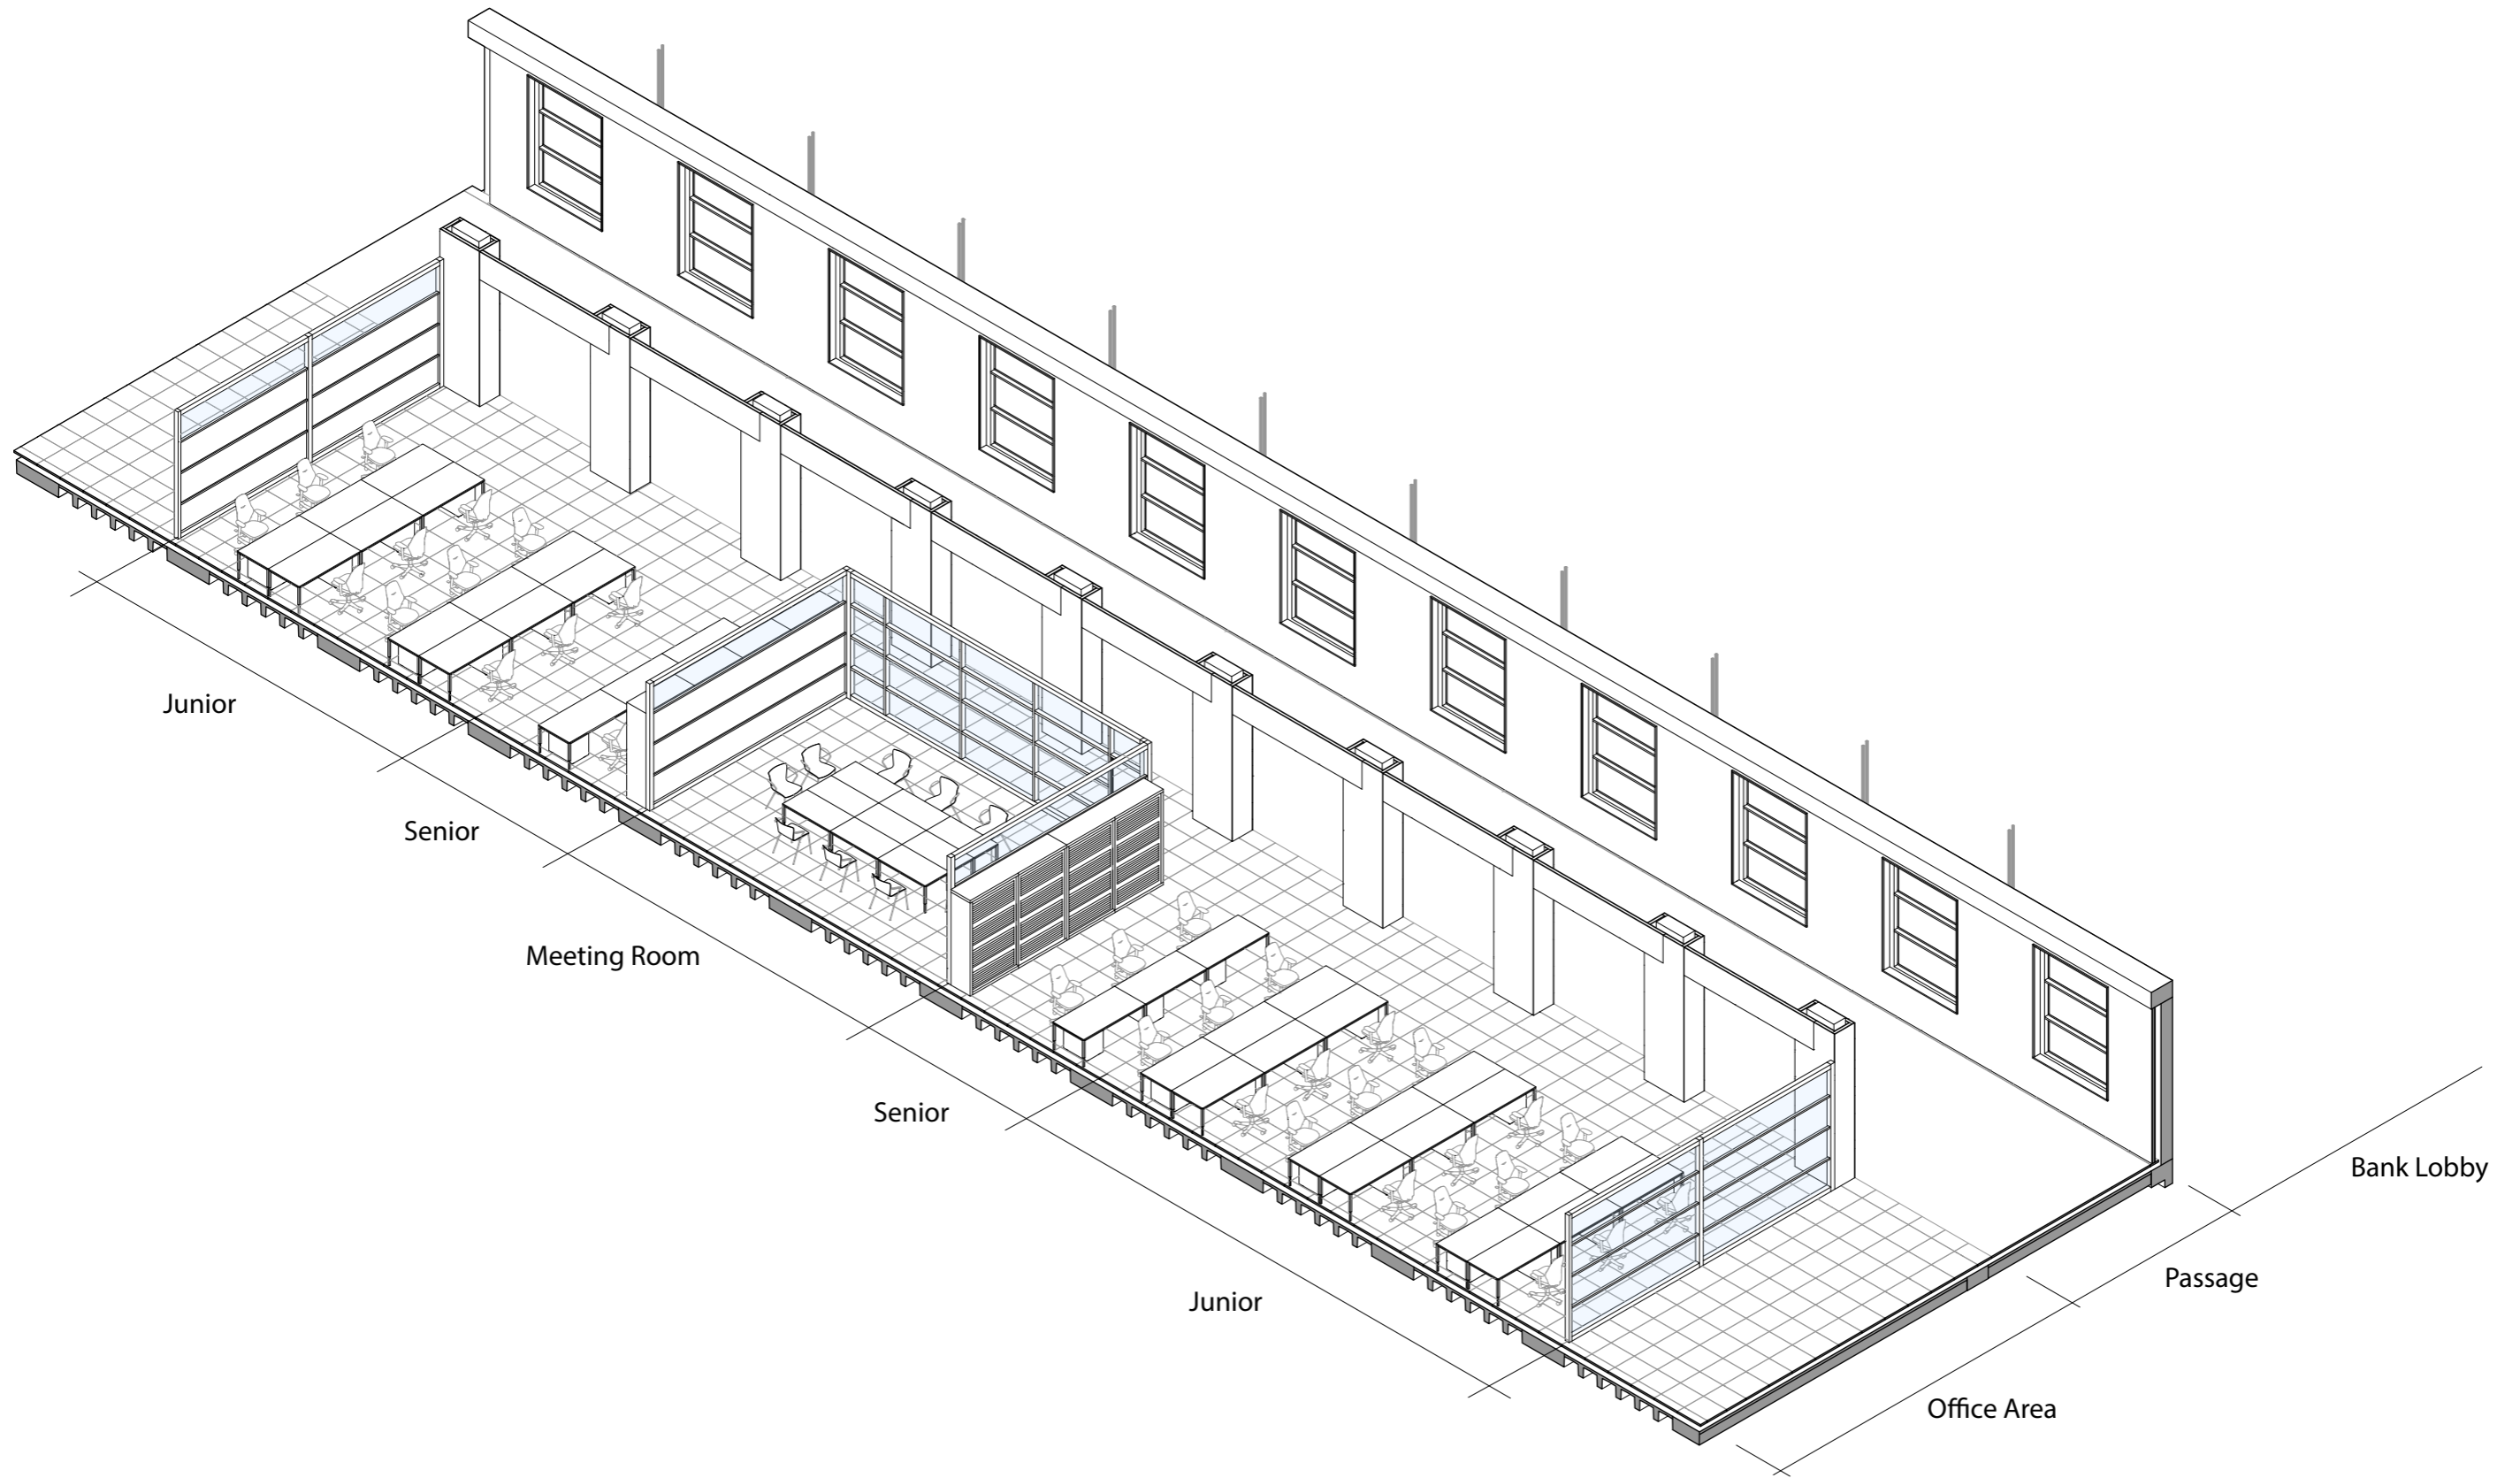 Junior
Senior
Meeting Room
Senior
Junior
Bank Lobby
Passage
Office Area